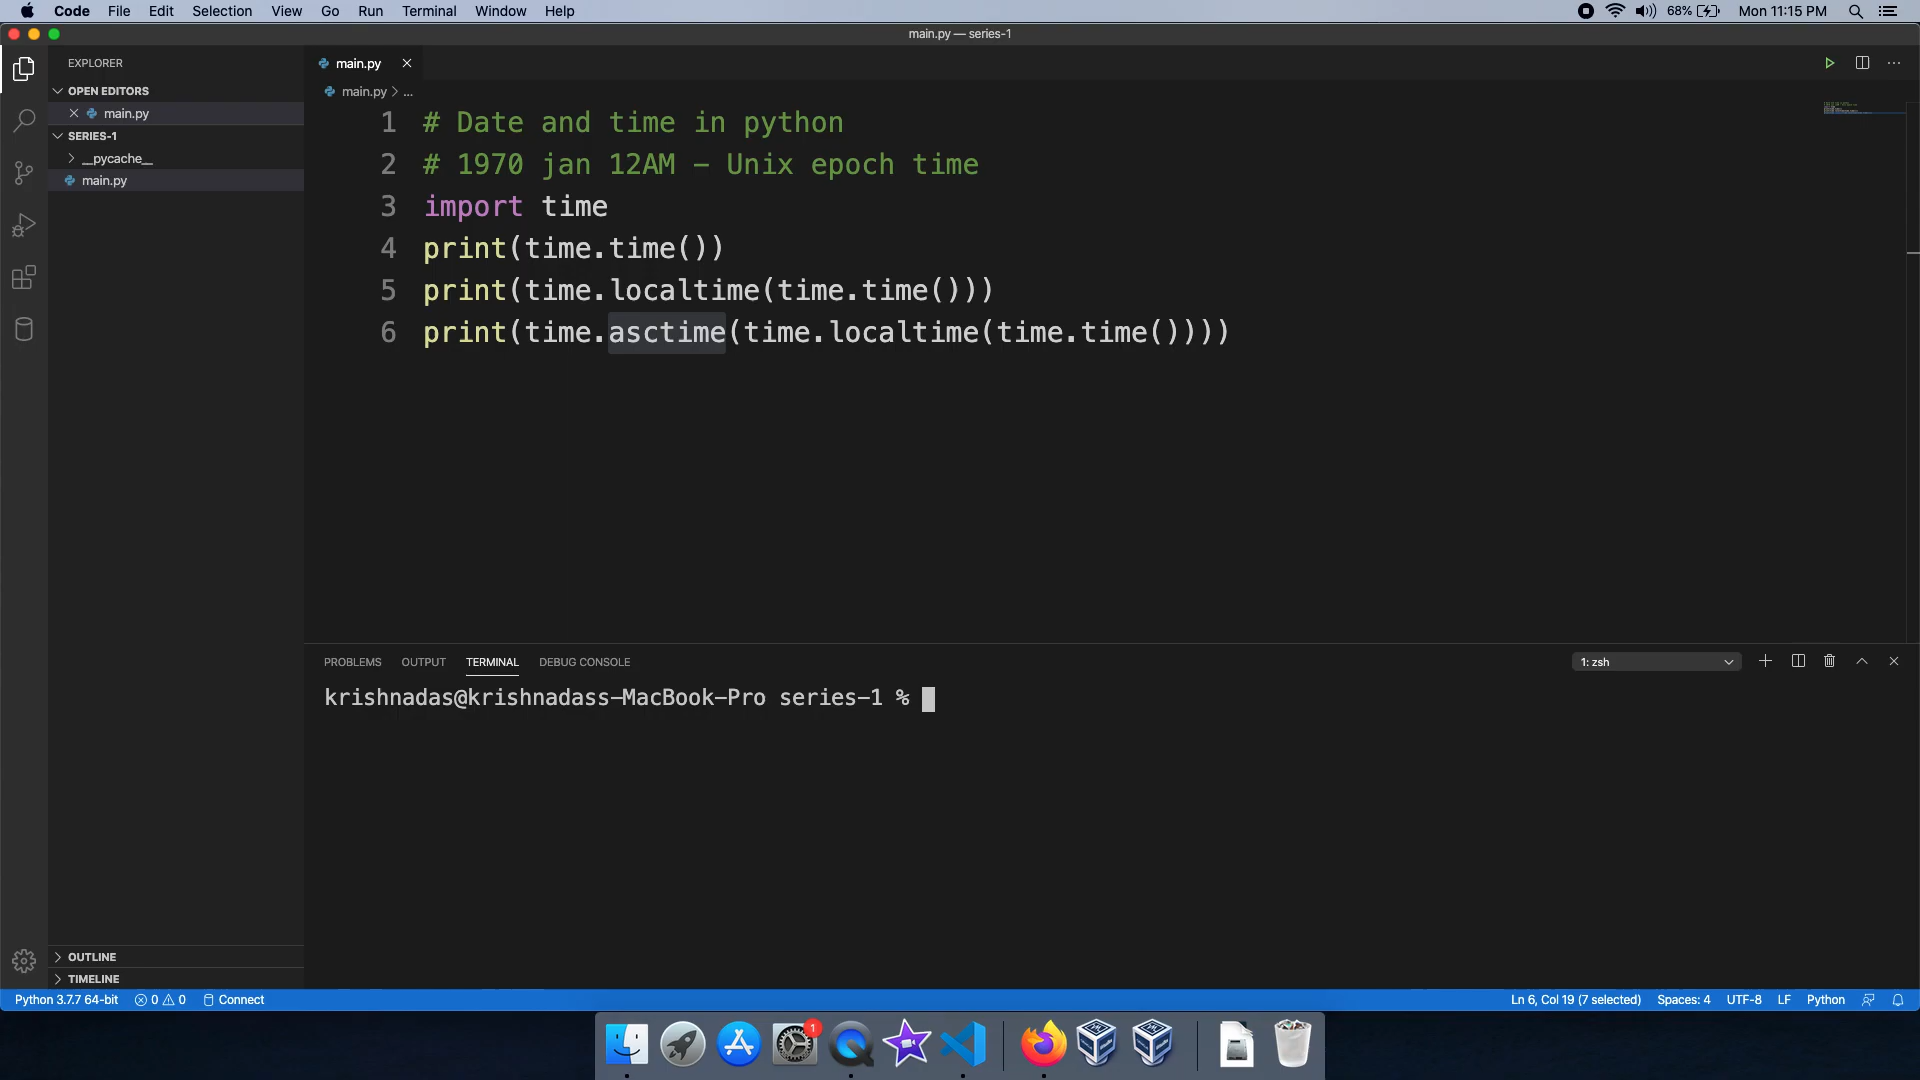 Code File Edit Selection View Go Run Terminal Window Help 68% Mon 11:15 PM
main.py — series-1
EXPLORER
OPEN EDITORS
main.py
SERIES-1
__pycache__
main.py
OUTLINE
TIMELINE
main.py
main.py > ...
1 # Date and time in python
2 # 1970 jan 12AM - Unix epoch time
3 import time
4 print(time.time())
5 print(time.localtime(time.time()))
6 print(time.asctime(time.localtime(time.time())))
PROBLEMS OUTPUT TERMINAL DEBUG CONSOLE 1: zsh
krishnadas@krishnadass-MacBook-Pro series-1 %
Python 3.7.7 64-bit 0 0 Connect Ln 6, Col 19 (7 selected) Spaces: 4 UTF-8 LF Python
1